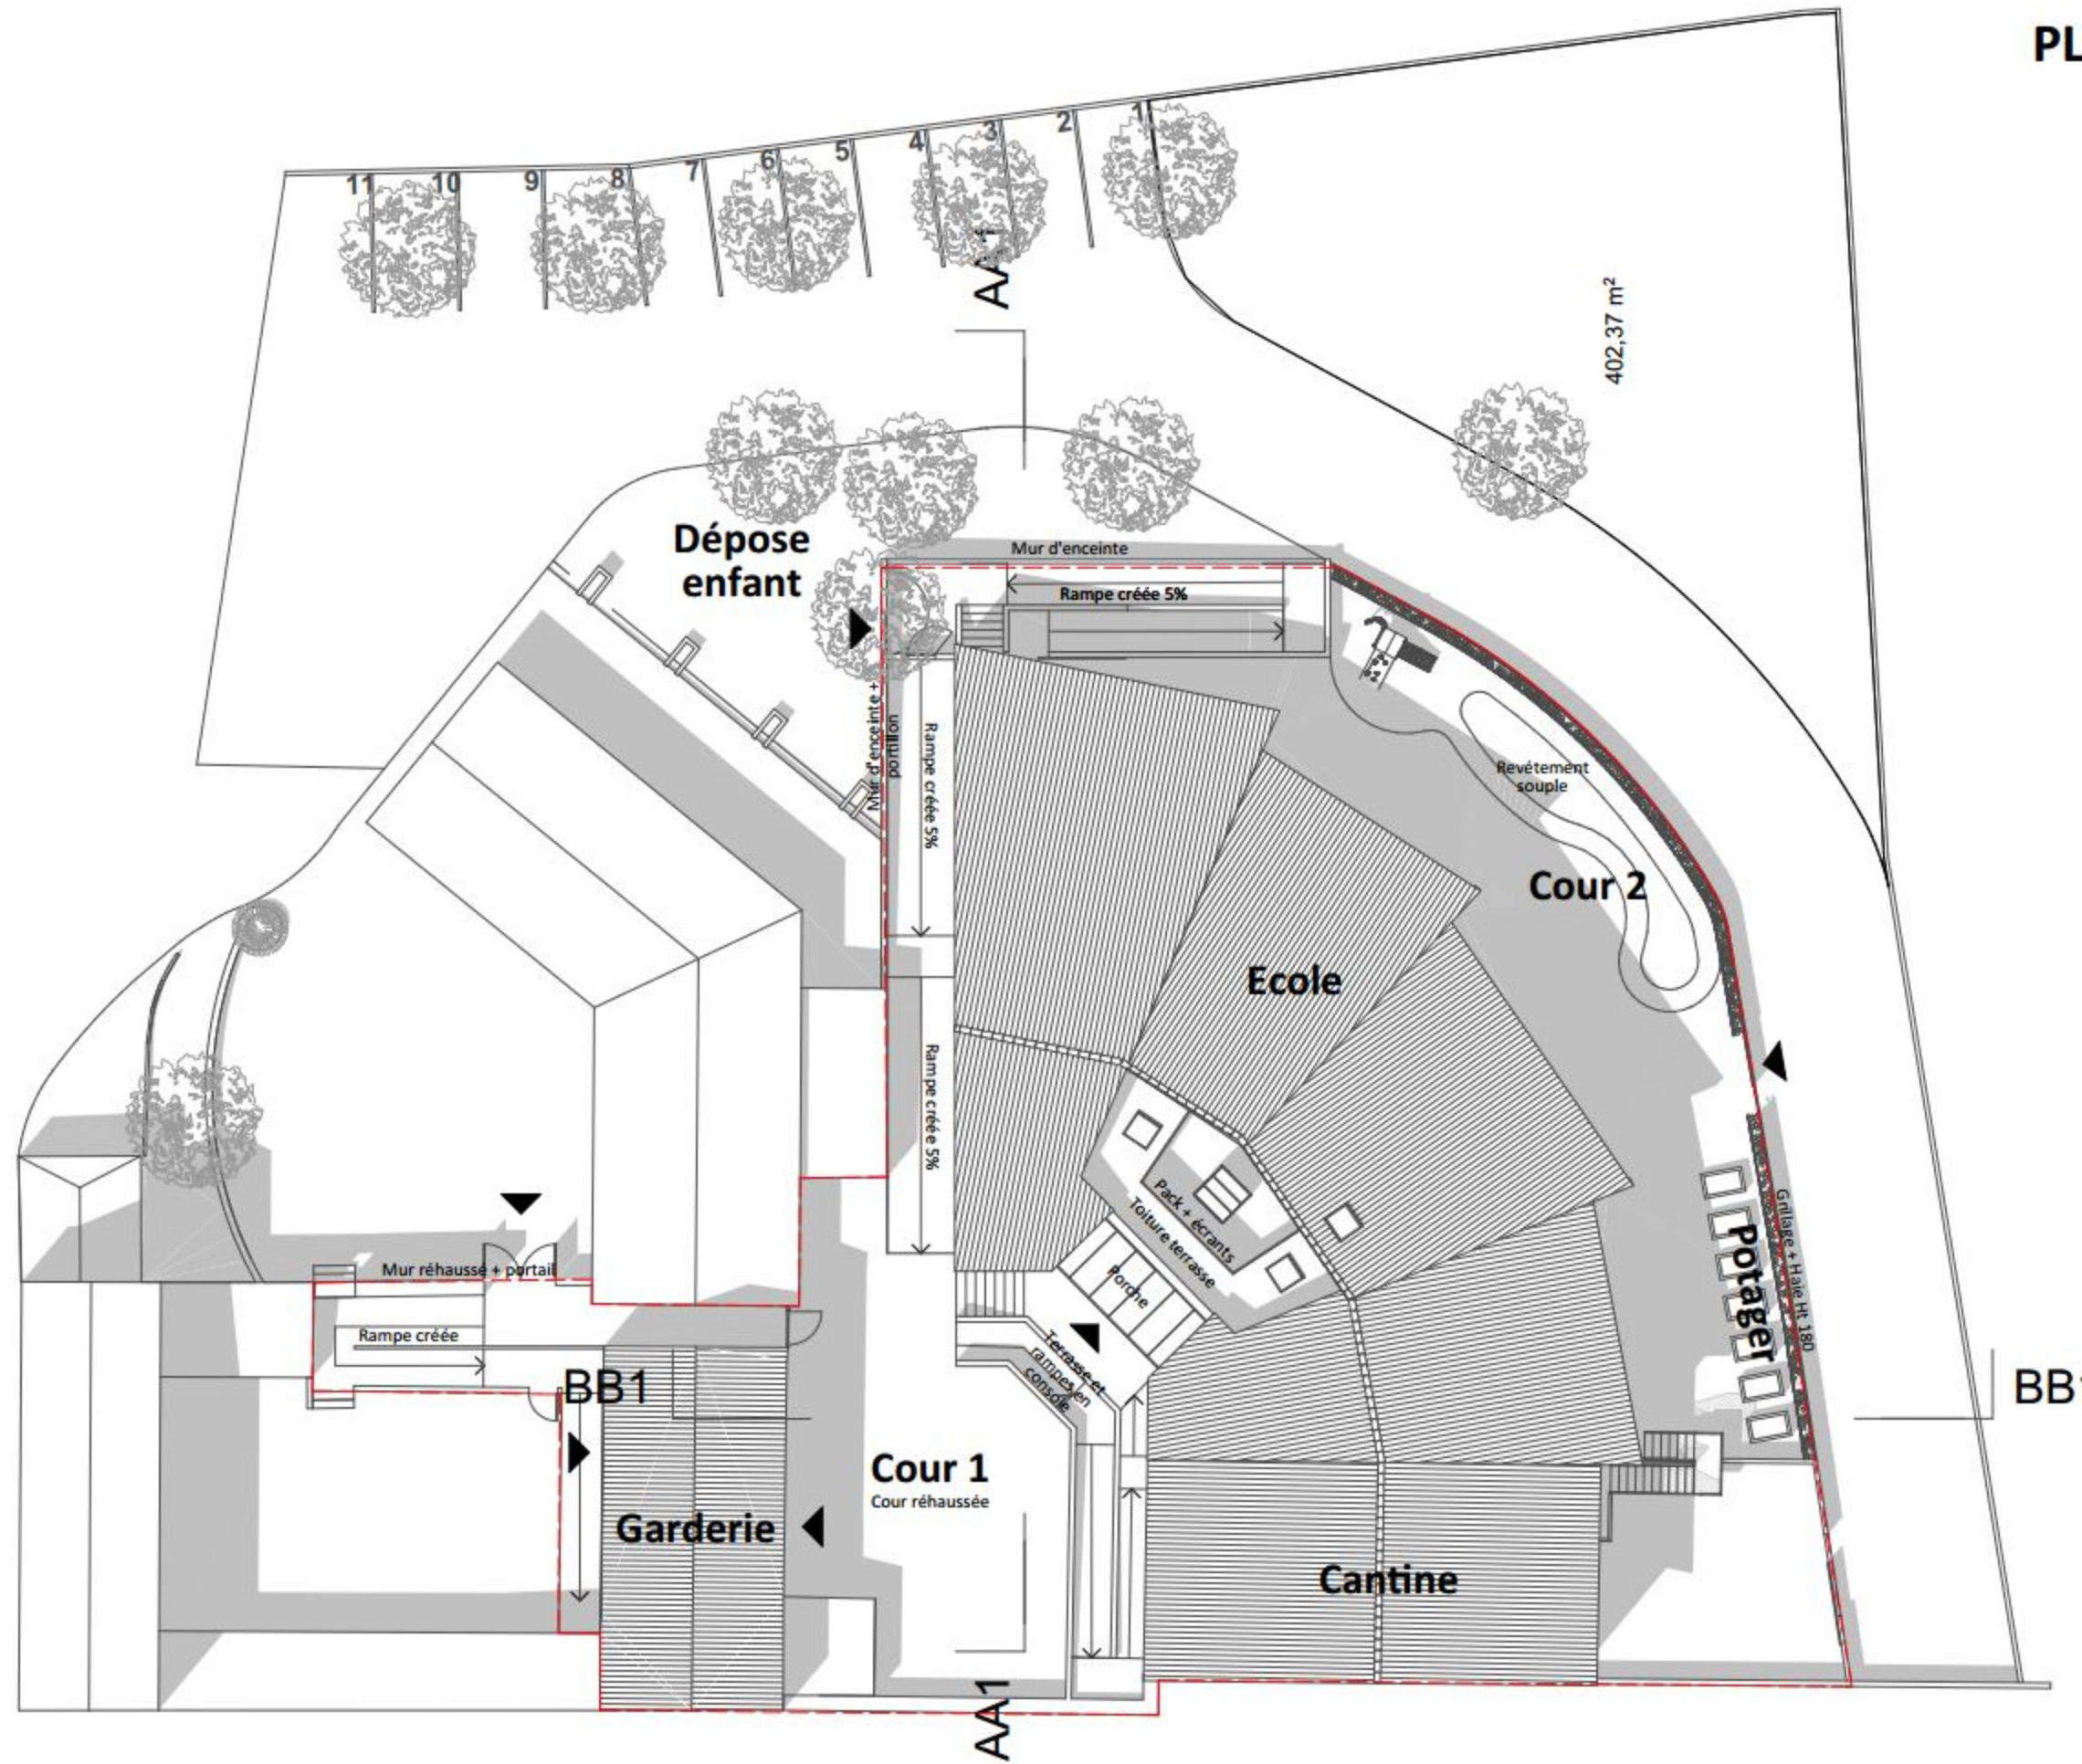 PL
1
2
3
4
5
6
7
8
9
10
11
AA1
402,37 m²
Dépose
enfant
Mur d'enceinte
Rampe créée 5%
Mur d'enceinte +
portillon
Rampe créée 5%
Revétement
souple
Cour 2
Ecole
Rampe créée 5%
Pack + écrants
Toiture terrasse
Porche
Grillage + Haie Ht 180
Potager
Mur réhaussé + portail
Rampe créée
Terrasse et
rampes en
console
BB1
BB1
Cour 1
Cour réhaussée
Garderie
Cantine
AA1